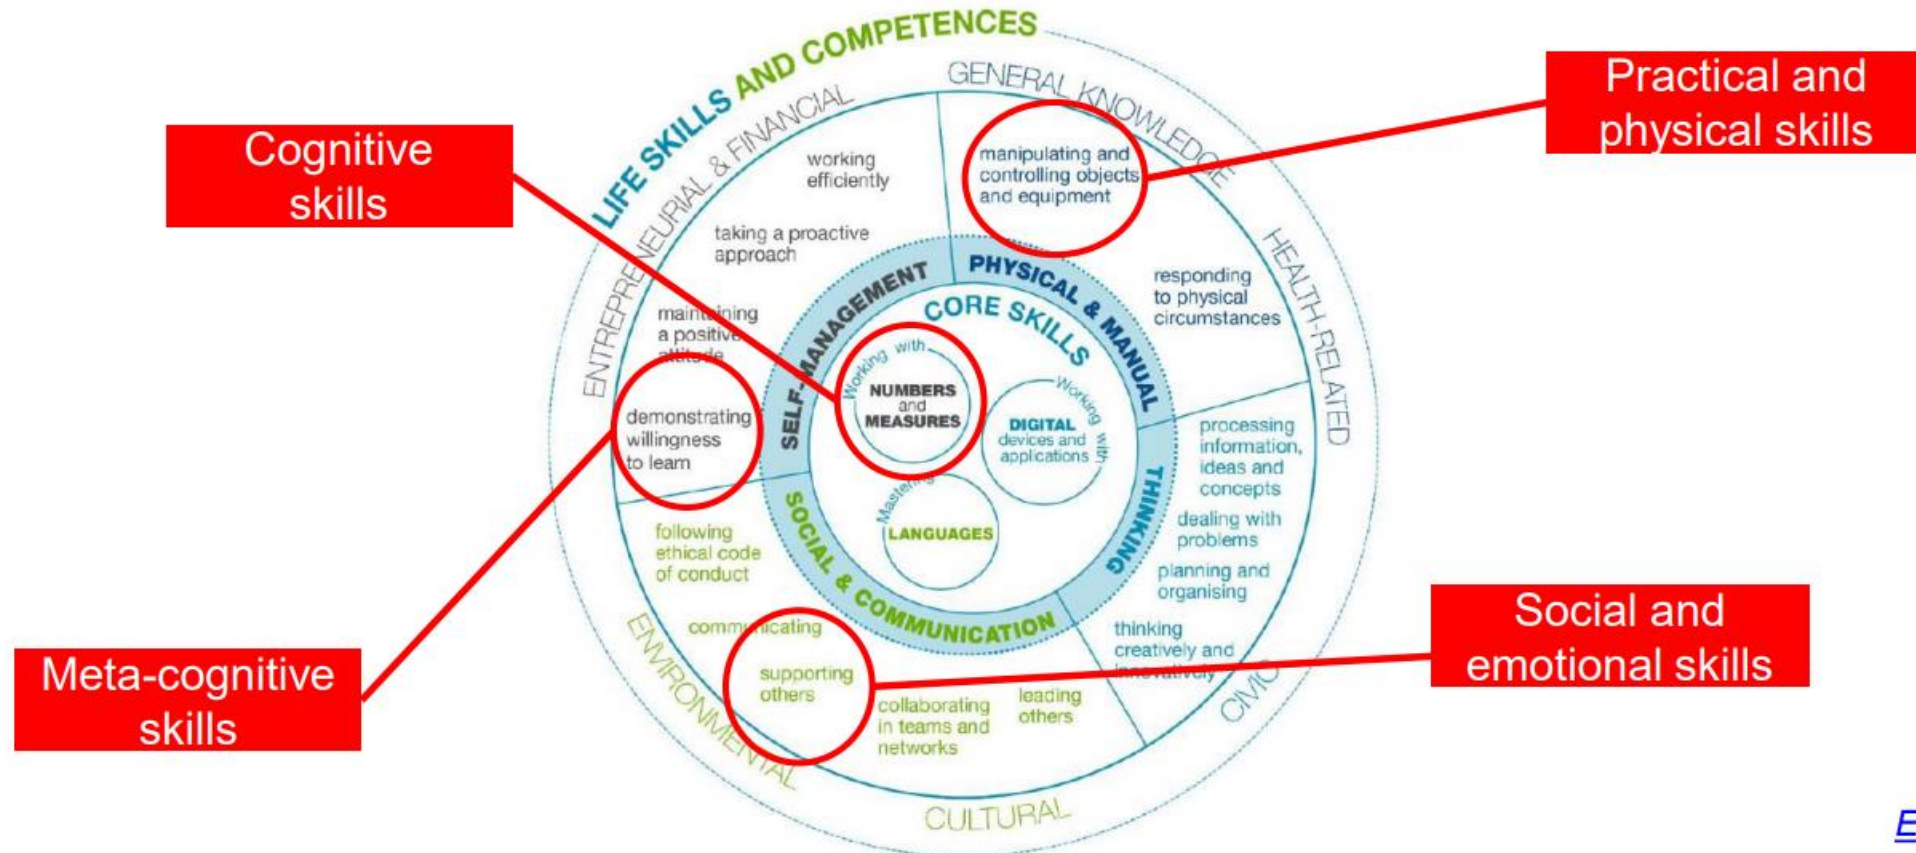 LIFE SKILLS AND COMPETENCES
GENERAL KNOWLEDGE
HEALTH-RELATED
CIVIC
CULTURAL
ENVIRONMENTAL
ENTREPRENEURIAL & FINANCIAL
Cognitive
skills
Practical and
physical skills
Meta-cognitive
skills
Social and
emotional skills
working
efficiently
taking a proactive
approach
maintaining
a positive
attitude
demonstrating
willingness
to learn
manipulating and
controlling objects
and equipment
responding
to physical
circumstances
SELF-MANAGEMENT
PHYSICAL & MANUAL
THINKING
SOCIAL & COMMUNICATION
CORE SKILLS
Working with
NUMBERS
and
MEASURES
Working with
DIGITAL
devices and
applications
Mastering
LANGUAGES
processing
information,
ideas and
concepts
dealing with
problems
planning and
organising
thinking
creatively and
innovatively
following
ethical code
of conduct
communicating
supporting
others
collaborating
in teams and
networks
leading
others
E